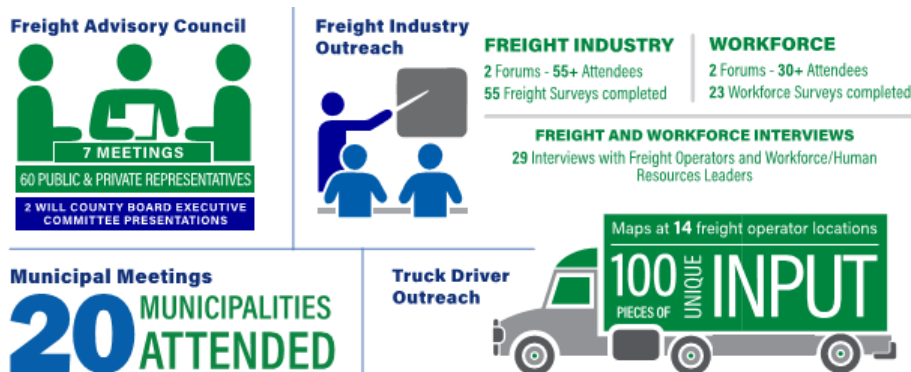 Freight Advisory Council
7 MEETINGS
60 PUBLIC & PRIVATE REPRESENTATIVES
2 WILL COUNTY BOARD EXECUTIVE
COMMITTEE PRESENTATIONS
Freight Industry
Outreach
FREIGHT INDUSTRY
2 Forums - 55+ Attendees
55 Freight Surveys completed
WORKFORCE
2 Forums - 30+ Attendees
23 Workforce Surveys completed
FREIGHT AND WORKFORCE INTERVIEWS
29 Interviews with Freight Operators and Workforce/Human
Resources Leaders
Municipal Meetings
20 MUNICIPALITIES
ATTENDED
Truck Driver
Outreach
Maps at 14 freight operator locations
100
PIECES OF
UNIQUE
INPUT